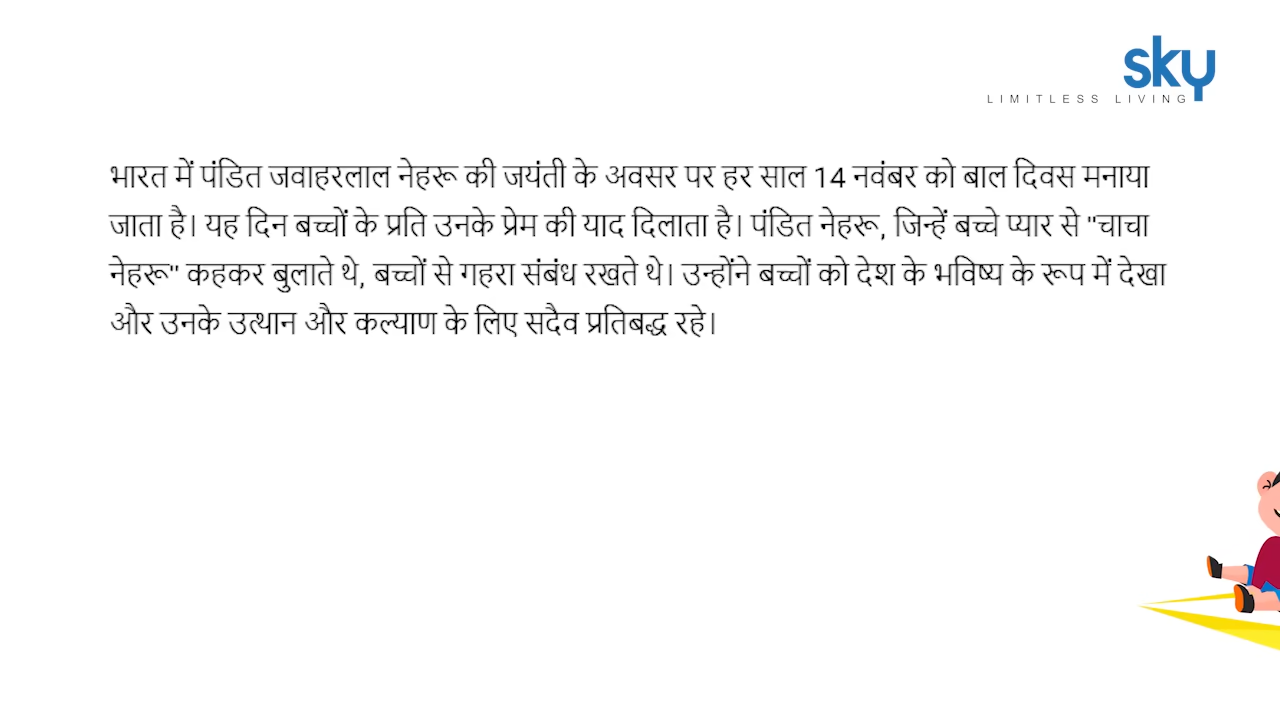 sky
LIMITLESS LIVING
भारत में पंडित जवाहरलाल नेहरू की जयंती के अवसर पर हर साल 14 नवंबर को बाल दिवस मनाया
जाता है। यह दिन बच्चों के प्रति उनके प्रेम की याद दिलाता है। पंडित नेहरू, जिन्हें बच्चे प्यार से "चाचा
नेहरू" कहकर बुलाते थे, बच्चों से गहरा संबंध रखते थे। उन्होंने बच्चों को देश के भविष्य के रूप में देखा
और उनके उत्थान और कल्याण के लिए सदैव प्रतिबद्ध रहे।